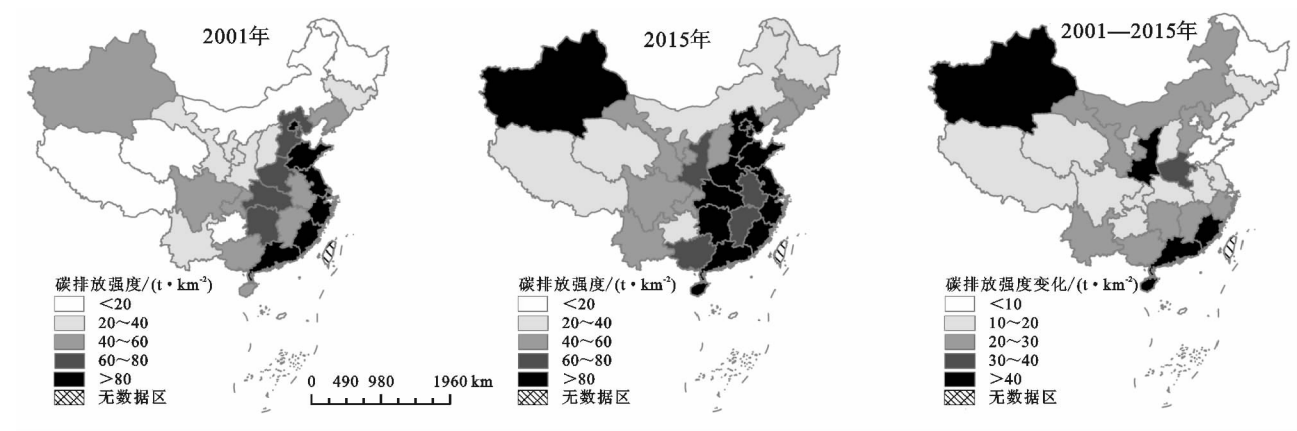 2001年
碳排放强度/(t·km⁻²)
<20
20～40
40～60
60～80
>80
无数据区
0 490 980 1960 km
2015年
碳排放强度/(t·km⁻²)
<20
20～40
40～60
60～80
>80
无数据区
2001—2015年
碳排放强度变化/(t·km⁻²)
<10
10～20
20～30
30～40
>40
无数据区